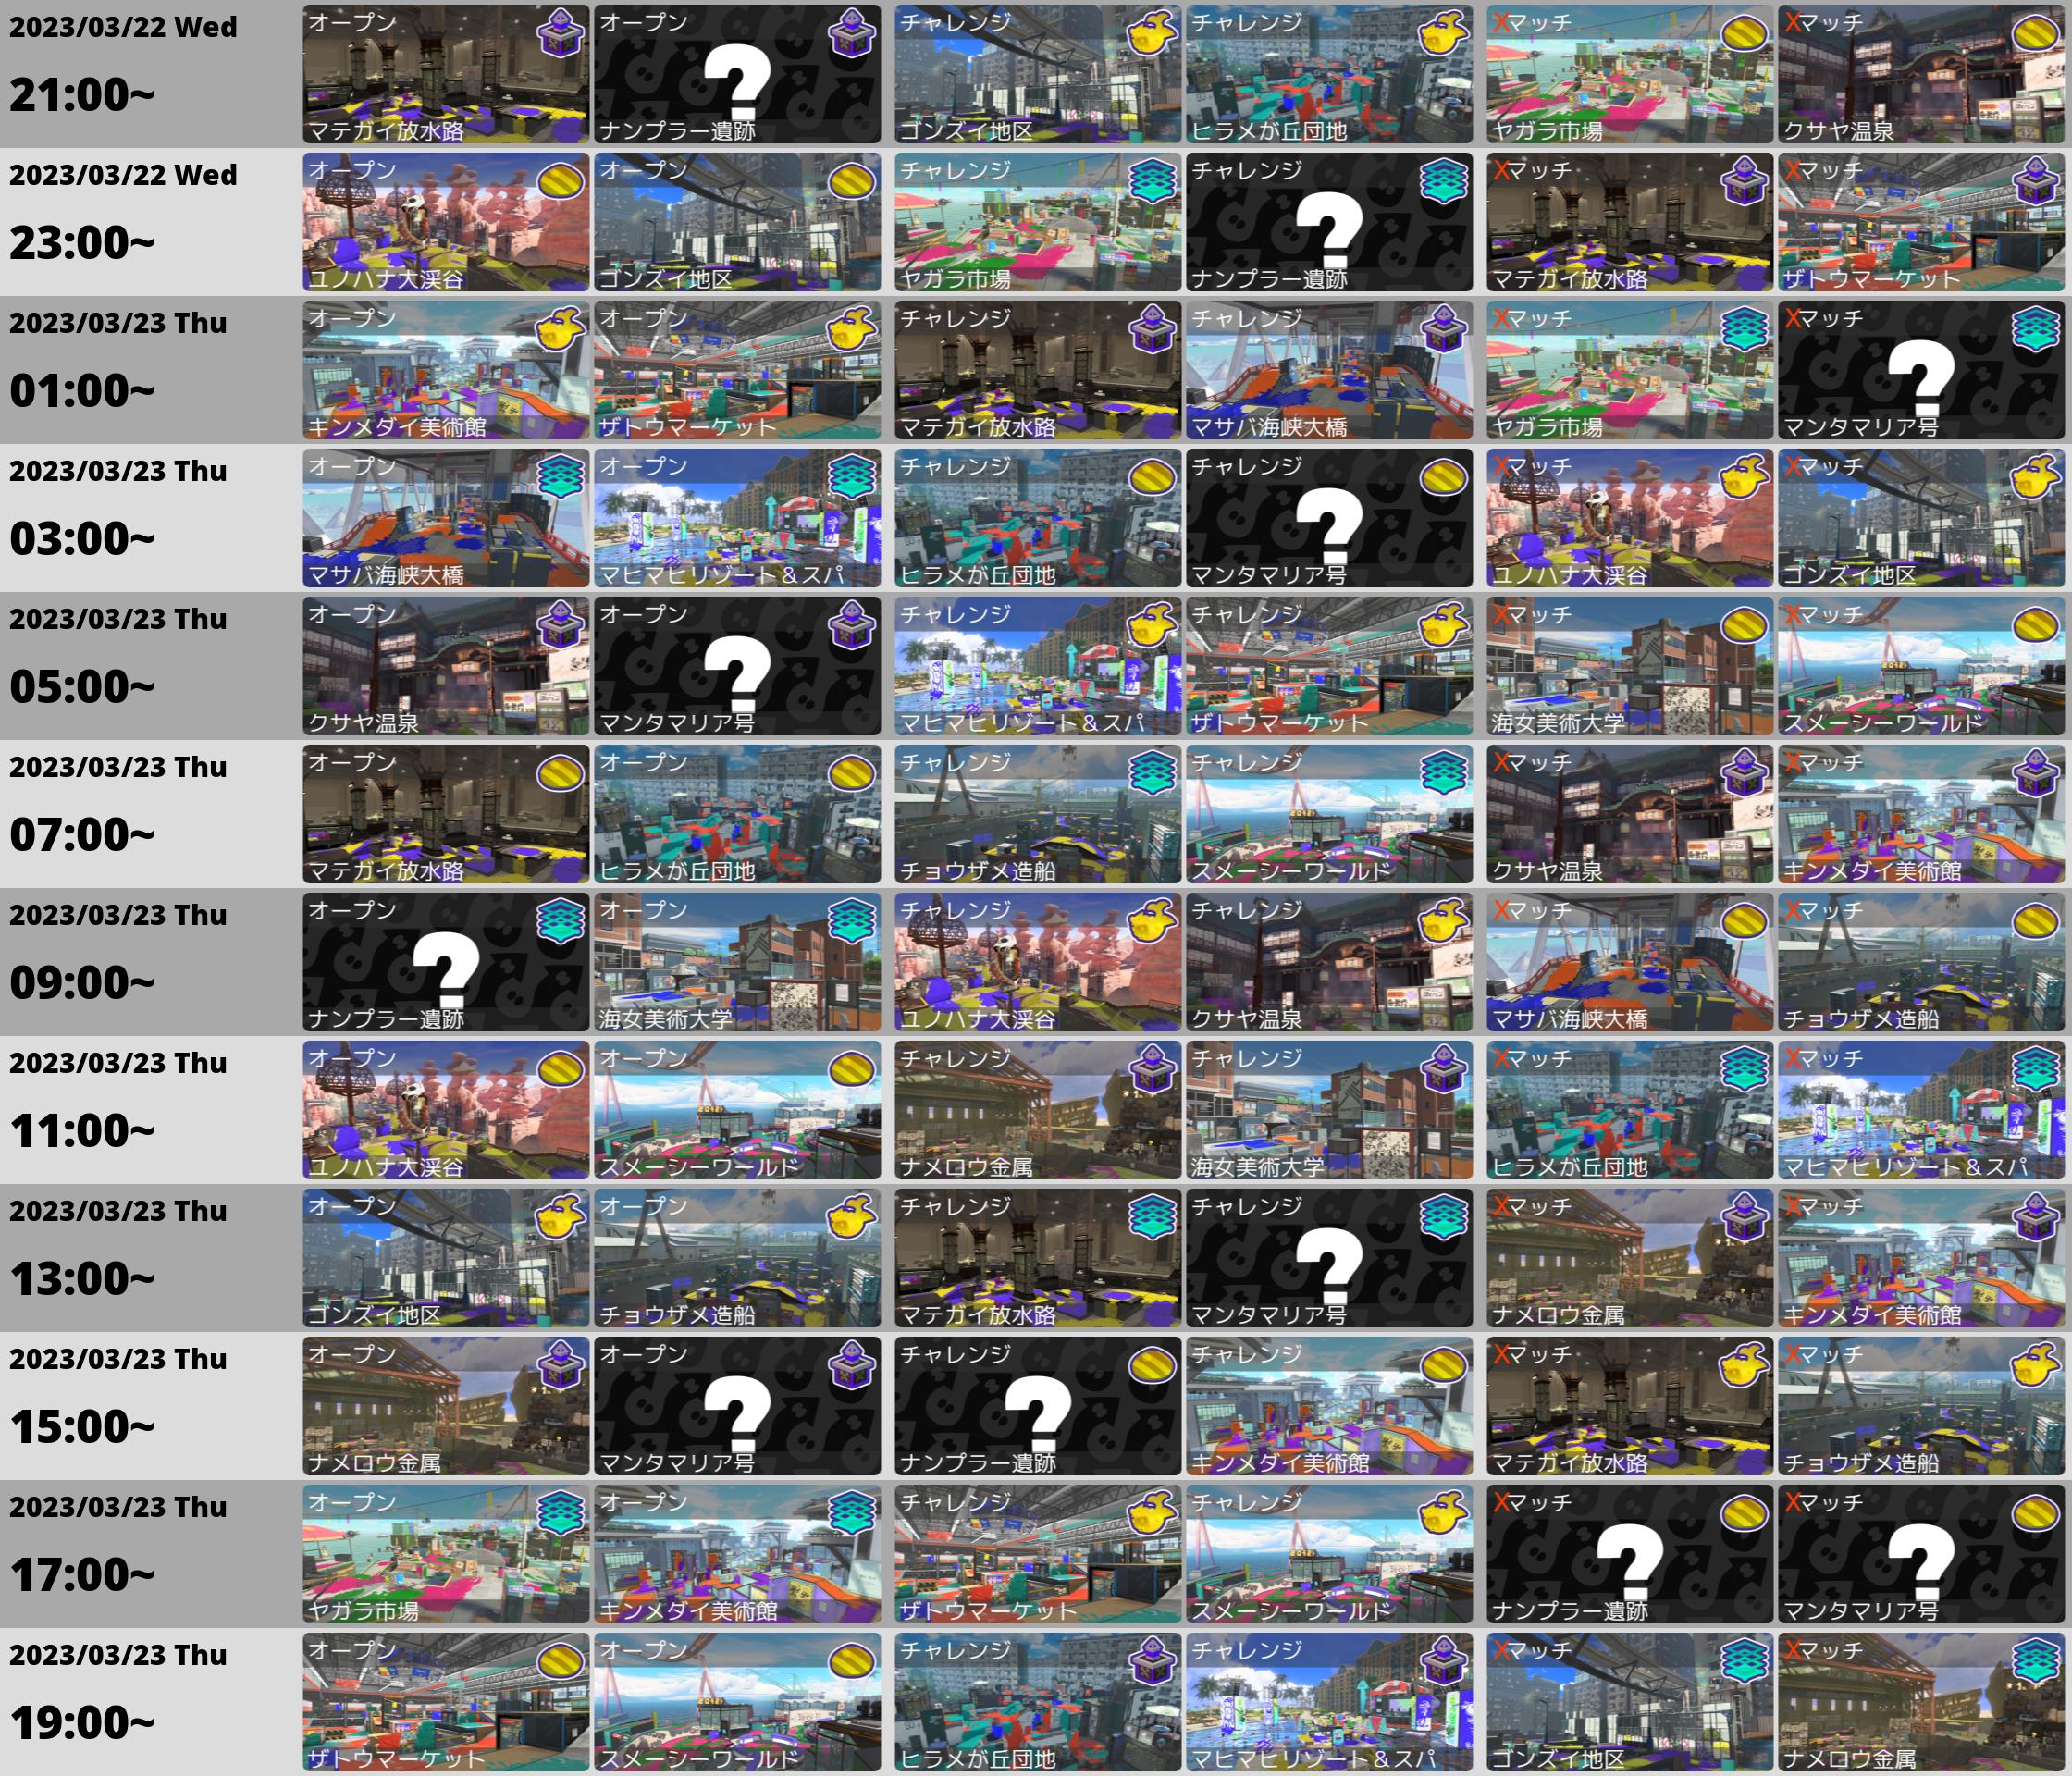 2023/03/22 Wed
21:00~
オープン オープン チャレンジ チャレンジ Xマッチ Xマッチ
マテガイ放水路 ナンプラー遺跡 ゴンズイ地区 ヒラメが丘団地 ヤガラ市場 クサヤ温泉
2023/03/22 Wed
23:00~
オープン オープン チャレンジ チャレンジ Xマッチ Xマッチ
ユノハナ大渓谷 ゴンズイ地区 ヤガラ市場 ナンプラー遺跡 マテガイ放水路 ザトウマーケット
2023/03/23 Thu
01:00~
オープン オープン チャレンジ チャレンジ Xマッチ Xマッチ
キンメダイ美術館 ザトウマーケット マテガイ放水路 マサバ海峡大橋 ヤガラ市場 マンタマリア号
2023/03/23 Thu
03:00~
オープン オープン チャレンジ チャレンジ Xマッチ Xマッチ
マサバ海峡大橋 マヒマヒリゾート&スパ ヒラメが丘団地 マンタマリア号 ユノハナ大渓谷 ゴンズイ地区
2023/03/23 Thu
05:00~
オープン オープン チャレンジ チャレンジ Xマッチ Xマッチ
クサヤ温泉 マンタマリア号 マヒマヒリゾート&スパ ザトウマーケット 海女美術大学 スメーシーワールド
2023/03/23 Thu
07:00~
オープン オープン チャレンジ チャレンジ Xマッチ Xマッチ
マテガイ放水路 ヒラメが丘団地 チョウザメ造船 スメーシーワールド クサヤ温泉 キンメダイ美術館
2023/03/23 Thu
09:00~
オープン オープン チャレンジ チャレンジ Xマッチ Xマッチ
ナンプラー遺跡 海女美術大学 ユノハナ大渓谷 クサヤ温泉 マサバ海峡大橋 チョウザメ造船
2023/03/23 Thu
11:00~
オープン オープン チャレンジ チャレンジ Xマッチ Xマッチ
ユノハナ大渓谷 スメーシーワールド ナメロウ金属 海女美術大学 ヒラメが丘団地 マヒマヒリゾート&スパ
2023/03/23 Thu
13:00~
オープン オープン チャレンジ チャレンジ Xマッチ Xマッチ
ゴンズイ地区 チョウザメ造船 マテガイ放水路 マンタマリア号 ナメロウ金属 キンメダイ美術館
2023/03/23 Thu
15:00~
オープン オープン チャレンジ チャレンジ Xマッチ Xマッチ
ナメロウ金属 マンタマリア号 ナンプラー遺跡 キンメダイ美術館 マテガイ放水路 チョウザメ造船
2023/03/23 Thu
17:00~
オープン オープン チャレンジ チャレンジ Xマッチ Xマッチ
ヤガラ市場 キンメダイ美術館 ザトウマーケット スメーシーワールド ナンプラー遺跡 マンタマリア号
2023/03/23 Thu
19:00~
オープン オープン チャレンジ チャレンジ Xマッチ Xマッチ
ザトウマーケット スメーシーワールド ヒラメが丘団地 マヒマヒリゾート&スパ ゴンズイ地区 ナメロウ金属